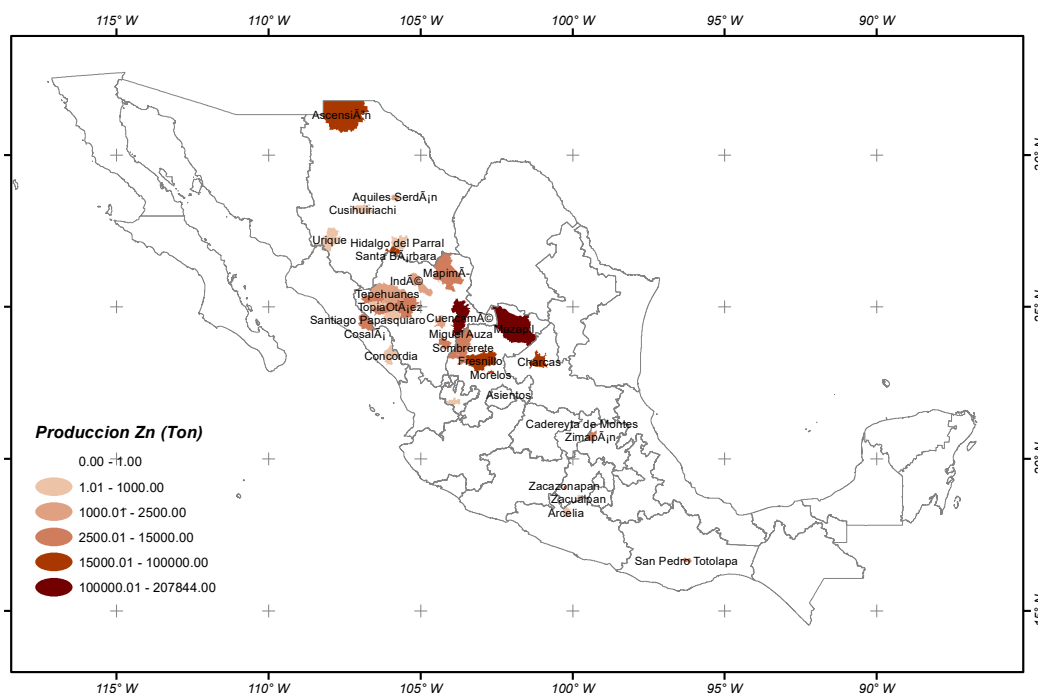 115° W 110° W 105° W 100° W 95° W 90° W
AscensiÃ³n
Aquiles SerdÃ¡n
Cusihuiriachi
Urique
Hidalgo del Parral
Santa BÃ¡rbara
MapimÃ­-
IndÃ©
Tepehuanes
TopiaOtÃ¡ez
Santiago Papasquiaro
CuencamÃ©
Mazapil
CosalÃ¡
Miguel Auza
Sombrerete
Concordia
Fresnillo
Charcas
Morelos
Asientos
Cadereyta de Montes
ZimapÃ¡n
Zacazonapan
Zacualpan
Arcelia
San Pedro Totolapa
Produccion Zn (Ton)
0.00 - 1.00
1.01 - 1000.00
1000.01 - 2500.00
2500.01 - 15000.00
15000.01 - 100000.00
100000.01 - 207844.00
25° N
15° N
115° W 110° W 105° W 100° W 95° W 90° W